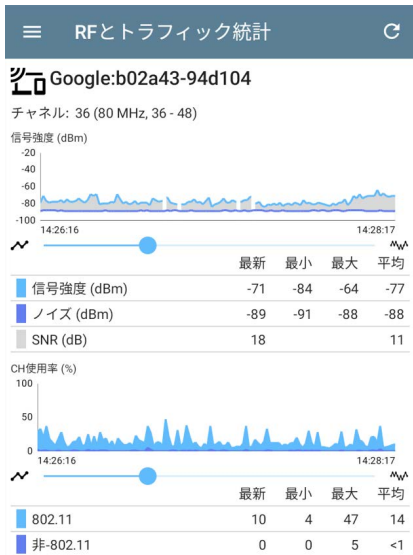 RFとトラフィック統計
Google:b02a43-94d104
チャネル: 36 (80 MHz, 36 - 48)
信号強度 (dBm)
-20
-40
-60
-80
-100
14:26:16 14:28:17
最新 最小 最大 平均
信号強度 (dBm) -71 -84 -64 -77
ノイズ (dBm) -89 -91 -88 -88
SNR (dB) 18 11
CH使用率 (%)
100
50
0
14:26:16 14:28:17
最新 最小 最大 平均
802.11 10 4 47 14
非-802.11 0 0 5 <1